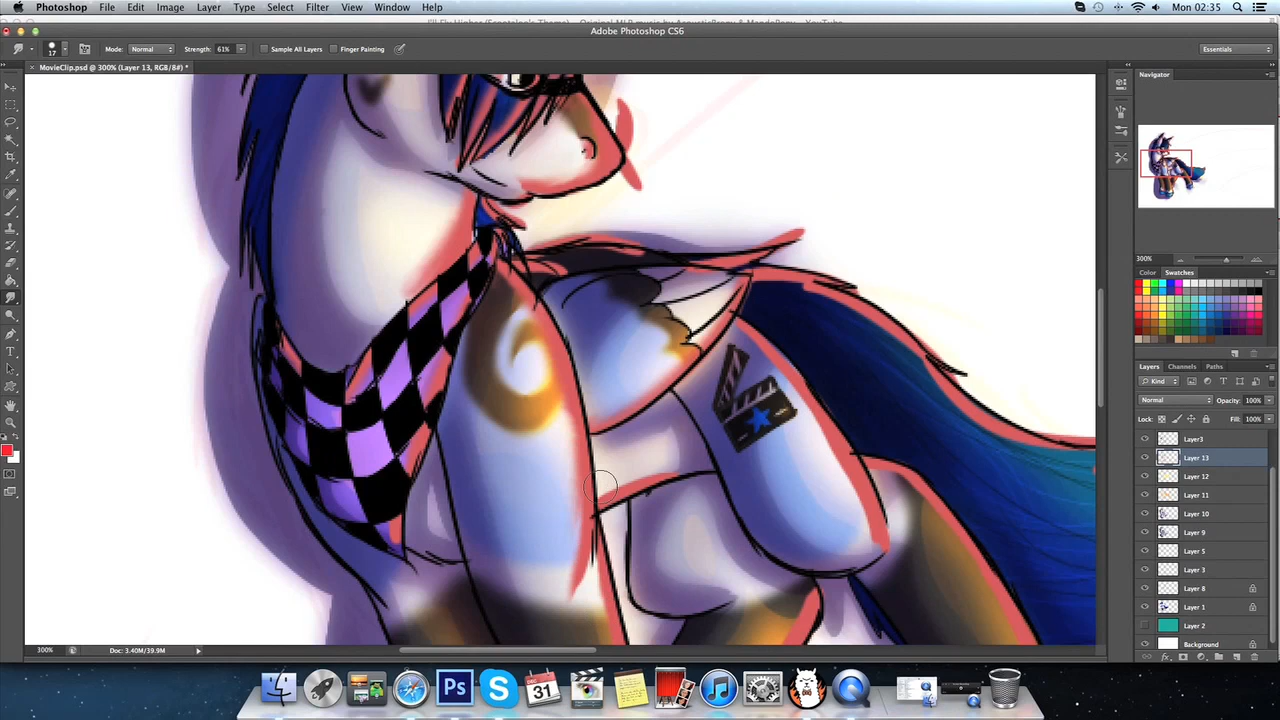 Photoshop File Edit Image Layer Type Select Filter View Window Help Mon 02:35
Adobe Photoshop CS6
17 Mode: Normal Strength: 61% Sample All Layers Finger Painting Essentials
MovieClip.psd @ 300% (Layer 13, RGB/8#) *
Navigator
300%
Color Swatches
Layers Channels Paths
Kind
Normal Opacity: 100%
Lock: Fill: 100%
Layer3
Layer 13
Layer 12
Layer 11
Layer 10
Layer 9
Layer 5
Layer 3
Layer 8
Layer 1
Layer 2
Background
300% Doc: 3.40M/39.9M
DEC
31
Ps